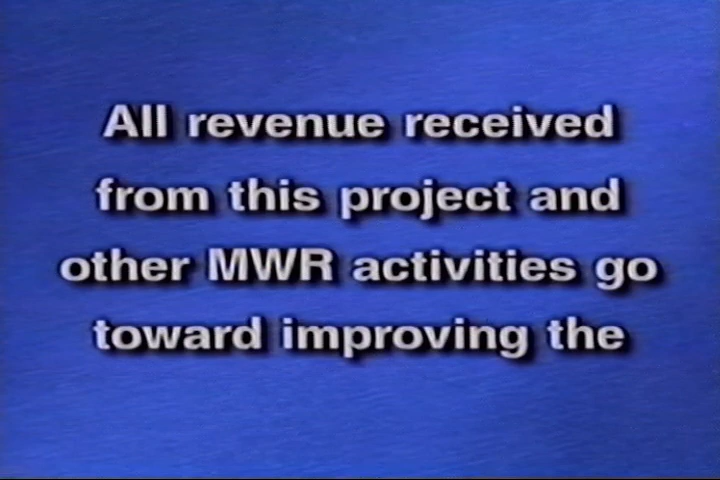 All revenue received
from this project and
other MWR activities go
toward improving the